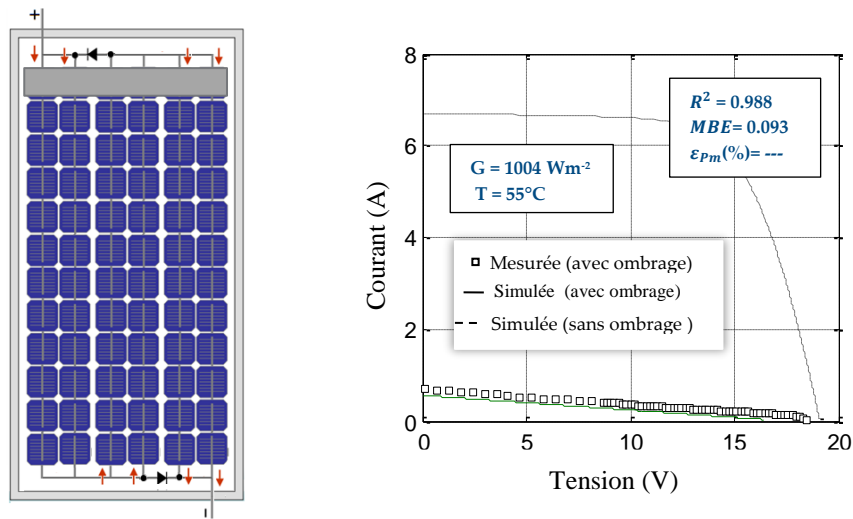 +
–
8
6
4
2
0
0
5
10
15
20
Courant (A)
Tension (V)
R² = 0.988
MBE= 0.093
εPm(%)= ---
G = 1004 Wm-2
T = 55°C
Mesurée (avec ombrage)
Simulée (avec ombrage)
Simulée (sans ombrage )